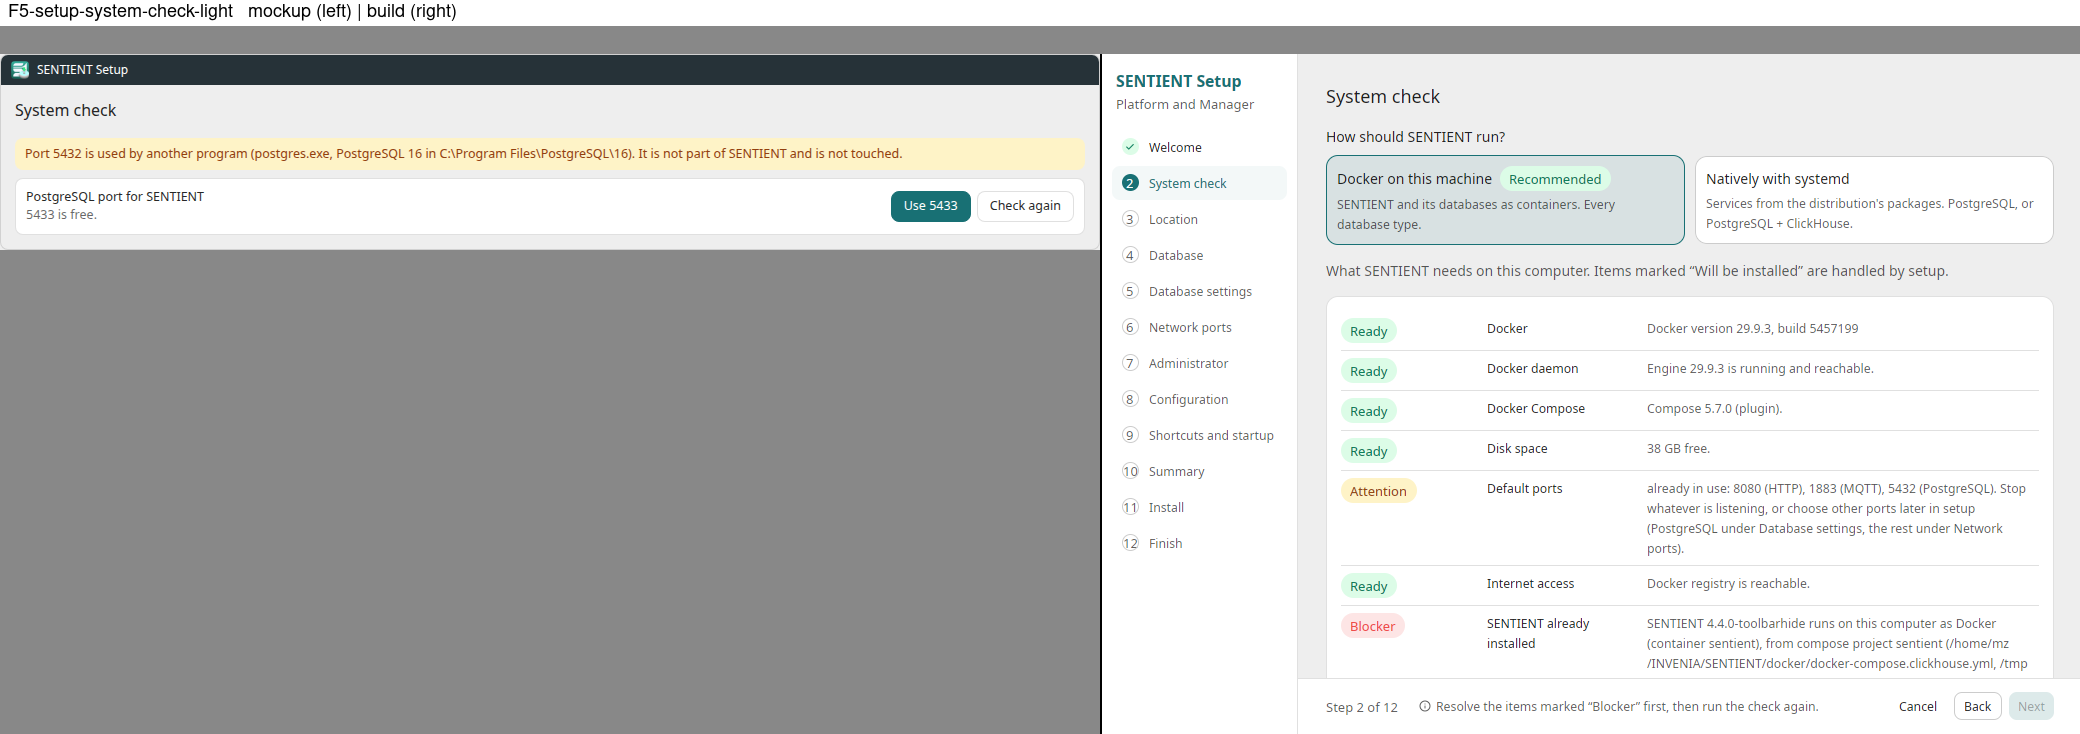 F5-setup-system-check-light   mockup (left) | build (right)
SENTIENT Setup
System check
Port 5432 is used by another program (postgres.exe, PostgreSQL 16 in C:\Program Files\PostgreSQL\16). It is not part of SENTIENT and is not touched.
PostgreSQL port for SENTIENT
5433 is free.
Use 5433
Check again
SENTIENT Setup
Platform and Manager
Welcome
2 System check
3 Location
4 Database
5 Database settings
6 Network ports
7 Administrator
8 Configuration
9 Shortcuts and startup
10 Summary
11 Install
12 Finish
System check
How should SENTIENT run?
Docker on this machine Recommended
SENTIENT and its databases as containers. Every
database type.
Natively with systemd
Services from the distribution's packages. PostgreSQL, or
PostgreSQL + ClickHouse.
What SENTIENT needs on this computer. Items marked “Will be installed” are handled by setup.
Ready Docker Docker version 29.9.3, build 5457199
Ready Docker daemon Engine 29.9.3 is running and reachable.
Ready Docker Compose Compose 5.7.0 (plugin).
Ready Disk space 38 GB free.
Attention Default ports already in use: 8080 (HTTP), 1883 (MQTT), 5432 (PostgreSQL). Stop
whatever is listening, or choose other ports later in setup
(PostgreSQL under Database settings, the rest under Network
ports).
Ready Internet access Docker registry is reachable.
Blocker SENTIENT already SENTIENT 4.4.0-toolbarhide runs on this computer as Docker
installed (container sentient), from compose project sentient (/home/mz
/INVENIA/SENTIENT/docker/docker-compose.clickhouse.yml, /tmp
Step 2 of 12 Resolve the items marked “Blocker” first, then run the check again. Cancel Back Next